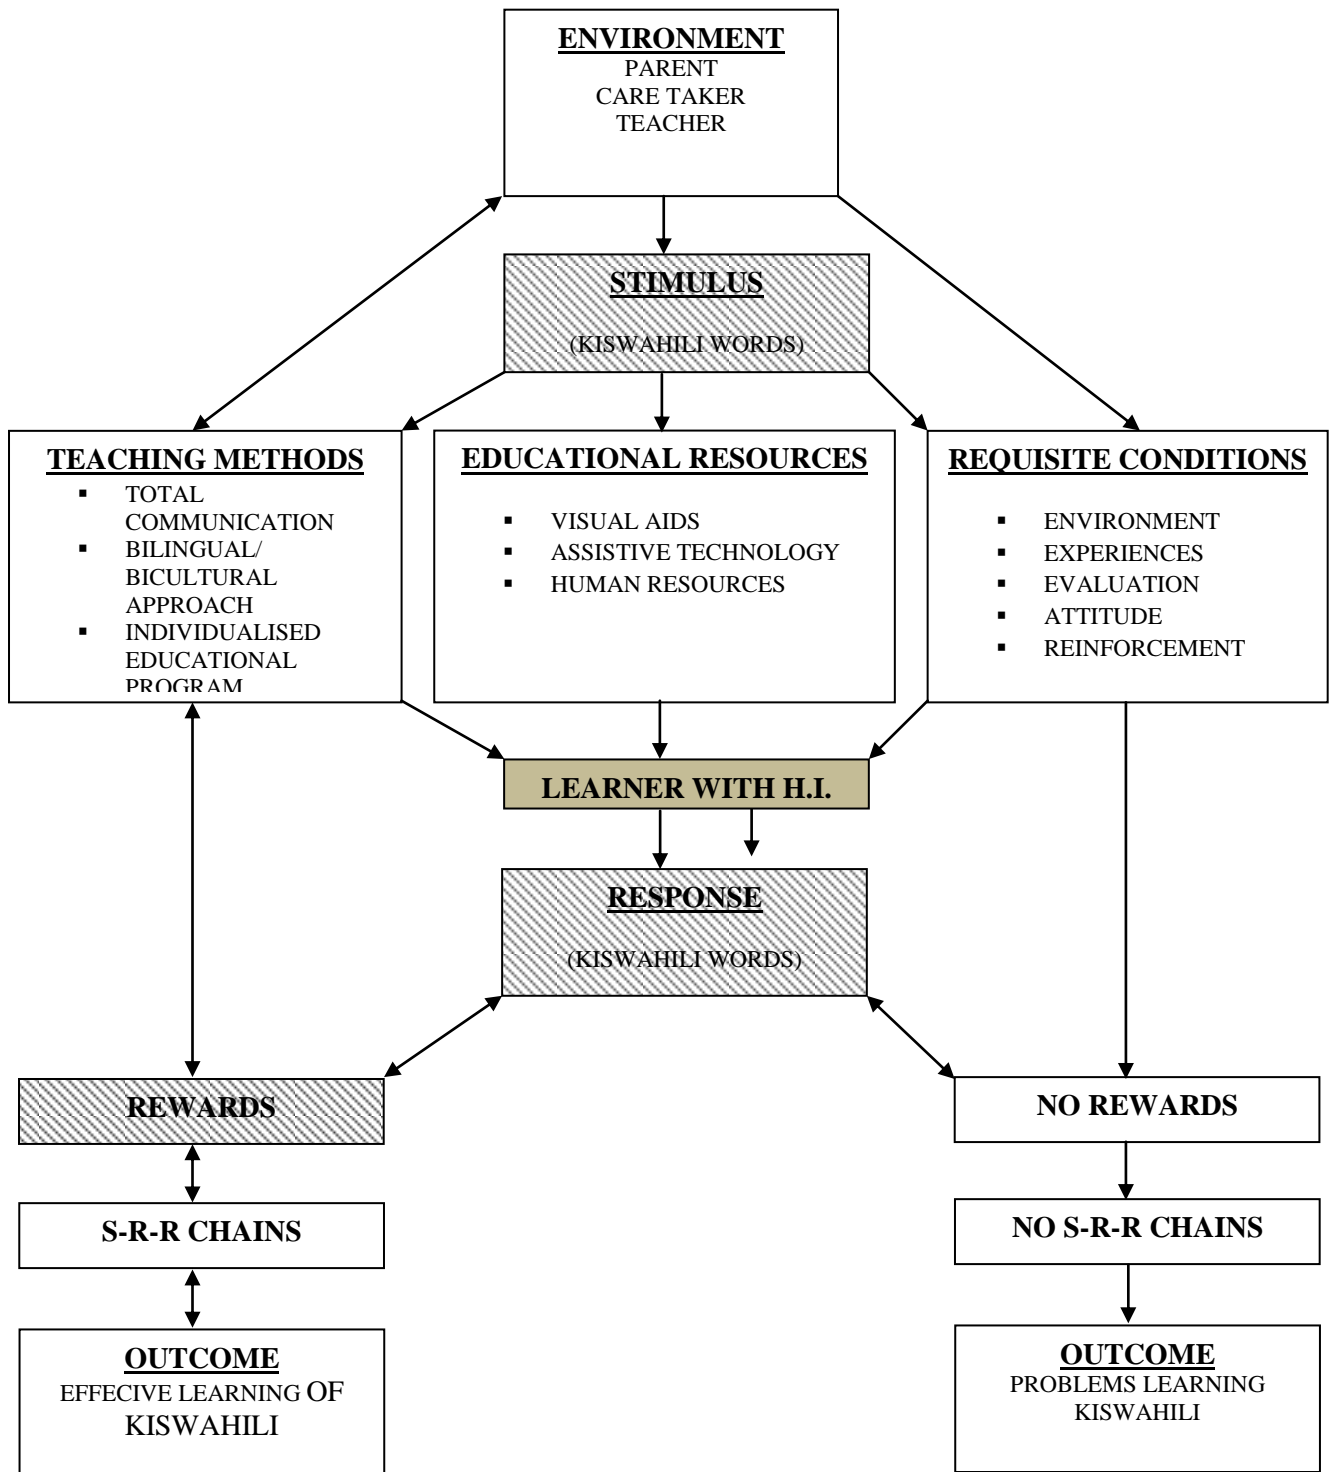 ENVIRONMENT
PARENT
CARE TAKER
TEACHER
STIMULUS
(KISWAHILI WORDS)
TEACHING METHODS
▪ TOTAL
COMMUNICATION
▪ BILINGUAL/
BICULTURAL
APPROACH
▪ INDIVIDUALISED
EDUCATIONAL
PROGRAM
EDUCATIONAL RESOURCES
▪ VISUAL AIDS
▪ ASSISTIVE TECHNOLOGY
▪ HUMAN RESOURCES
REQUISITE CONDITIONS
▪ ENVIRONMENT
▪ EXPERIENCES
▪ EVALUATION
▪ ATTITUDE
▪ REINFORCEMENT
LEARNER WITH H.I.
RESPONSE
(KISWAHILI WORDS)
REWARDS
NO REWARDS
S-R-R CHAINS
NO S-R-R CHAINS
OUTCOME
EFFECIVE LEARNING OF
KISWAHILI
OUTCOME
PROBLEMS LEARNING
KISWAHILI